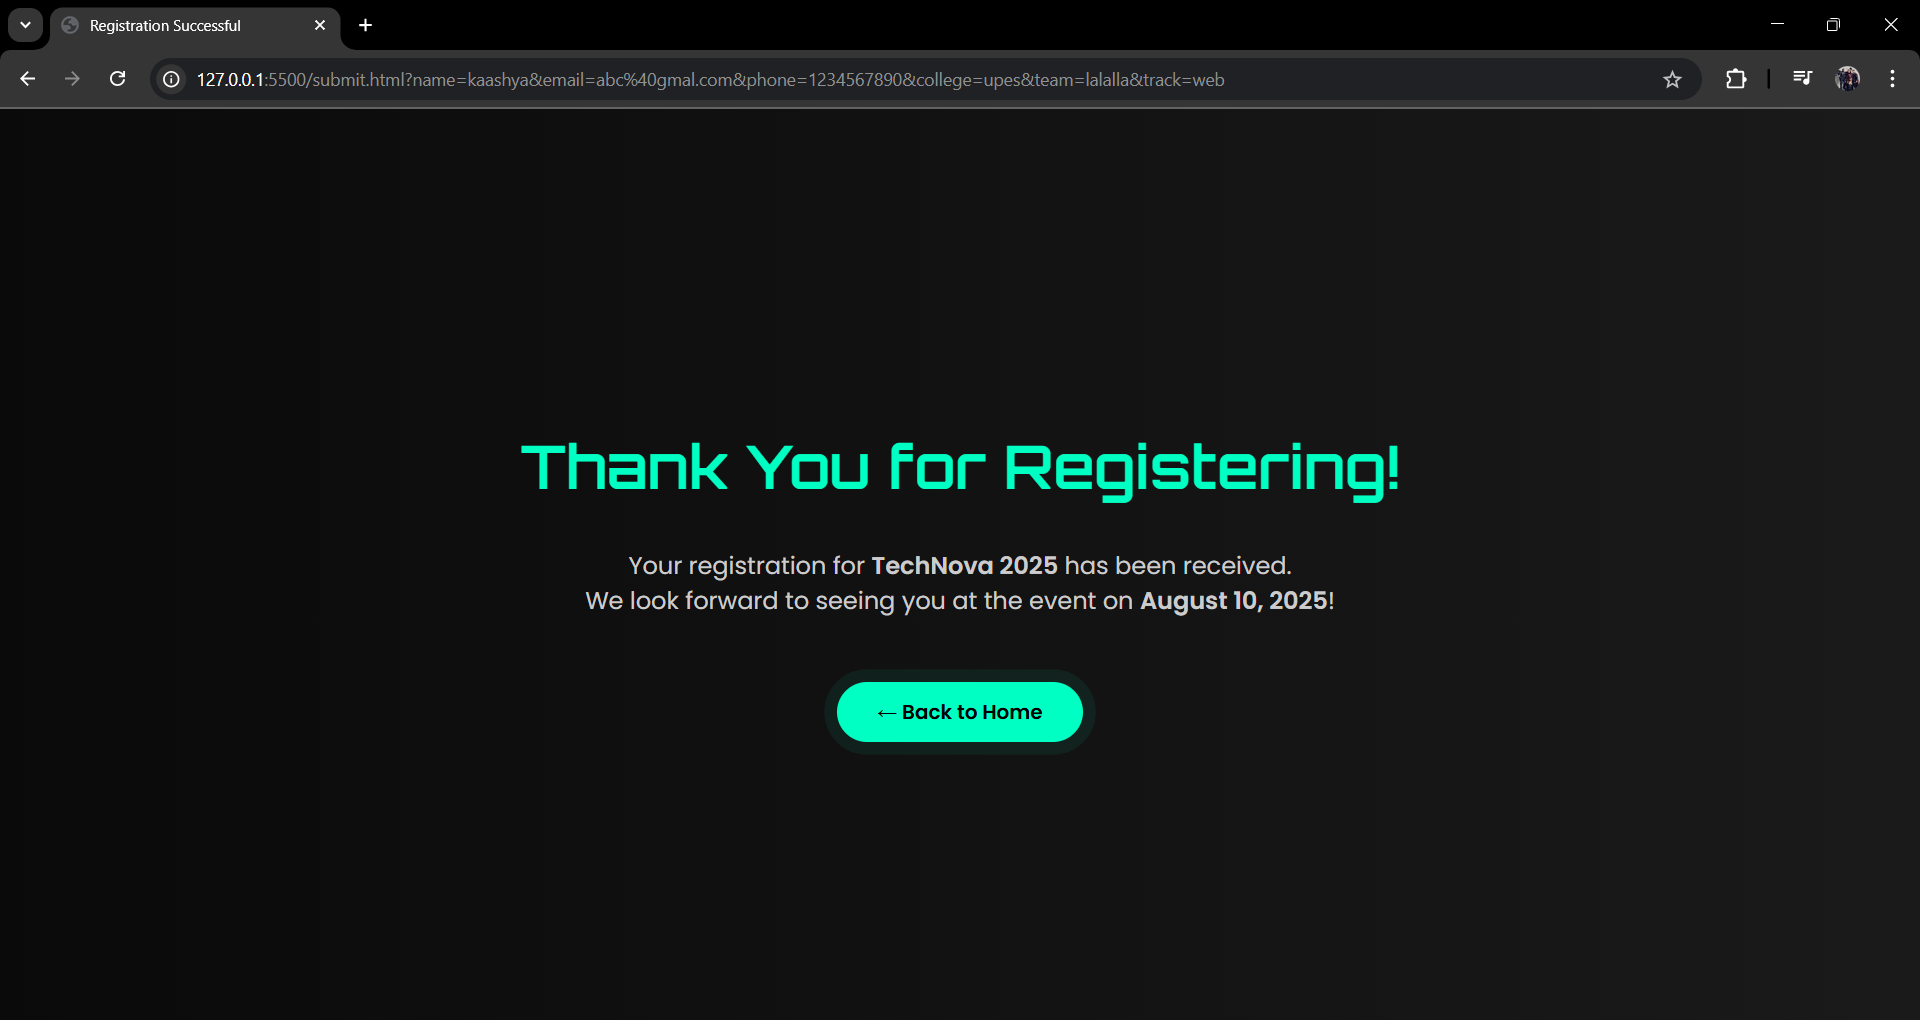 Registration Successful
127.0.0.1:5500/submit.html?name=kaashya&email=abc%40gmal.com&phone=1234567890&college=upes&team=lalalla&track=web
Thank You for Registering!
Your registration for TechNova 2025 has been received.
We look forward to seeing you at the event on August 10, 2025!
← Back to Home